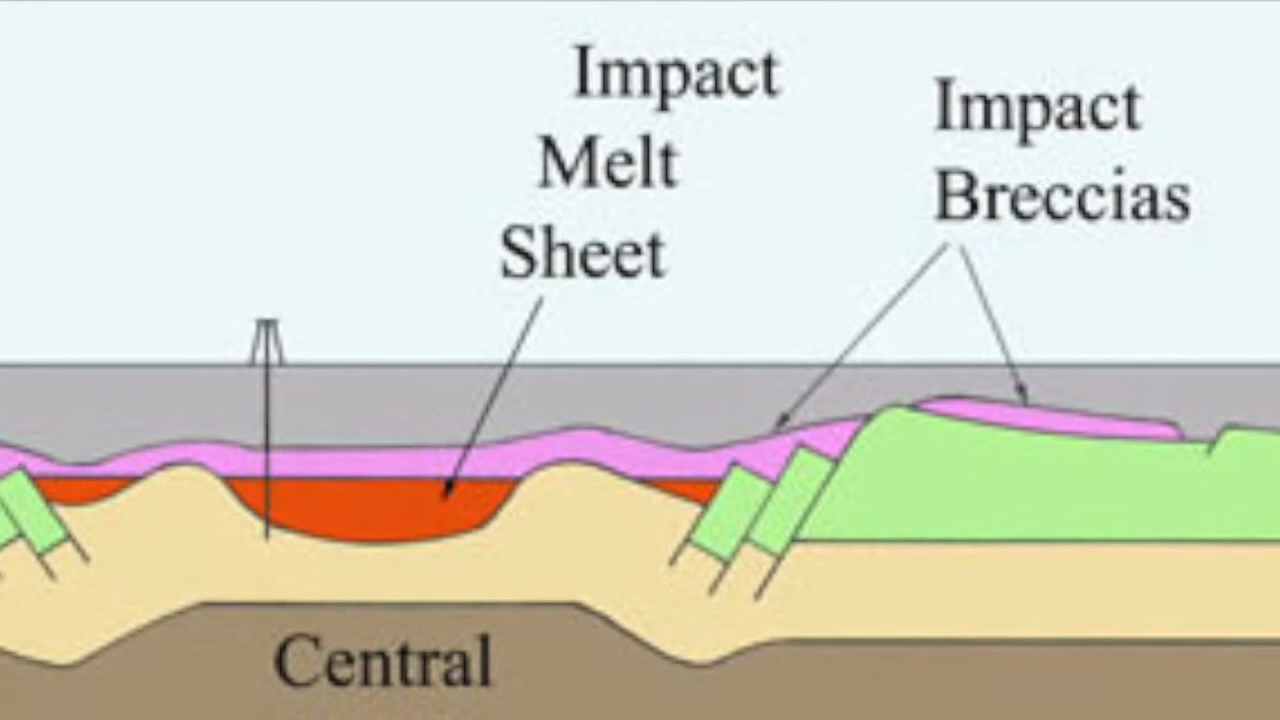 Impact
Melt
Sheet
Impact
Breccias
Central